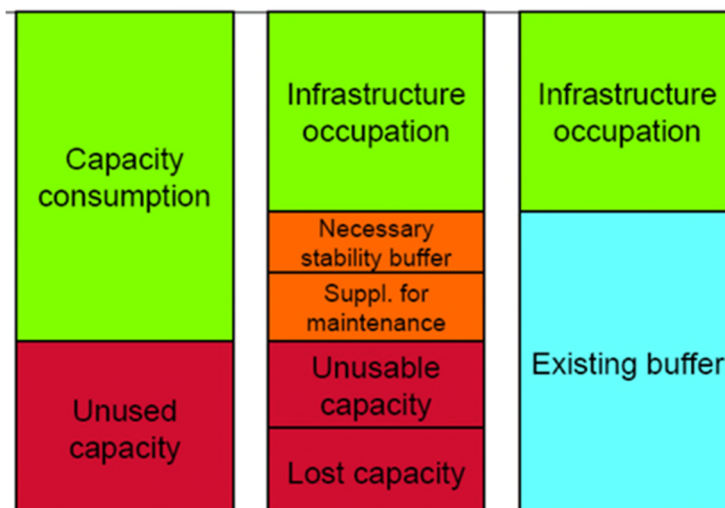 Capacity
consumption
Unused
capacity
Infrastructure
occupation
Necessary
stability buffer
Suppl. for
maintenance
Unusable
capacity
Lost capacity
Infrastructure
occupation
Existing buffer